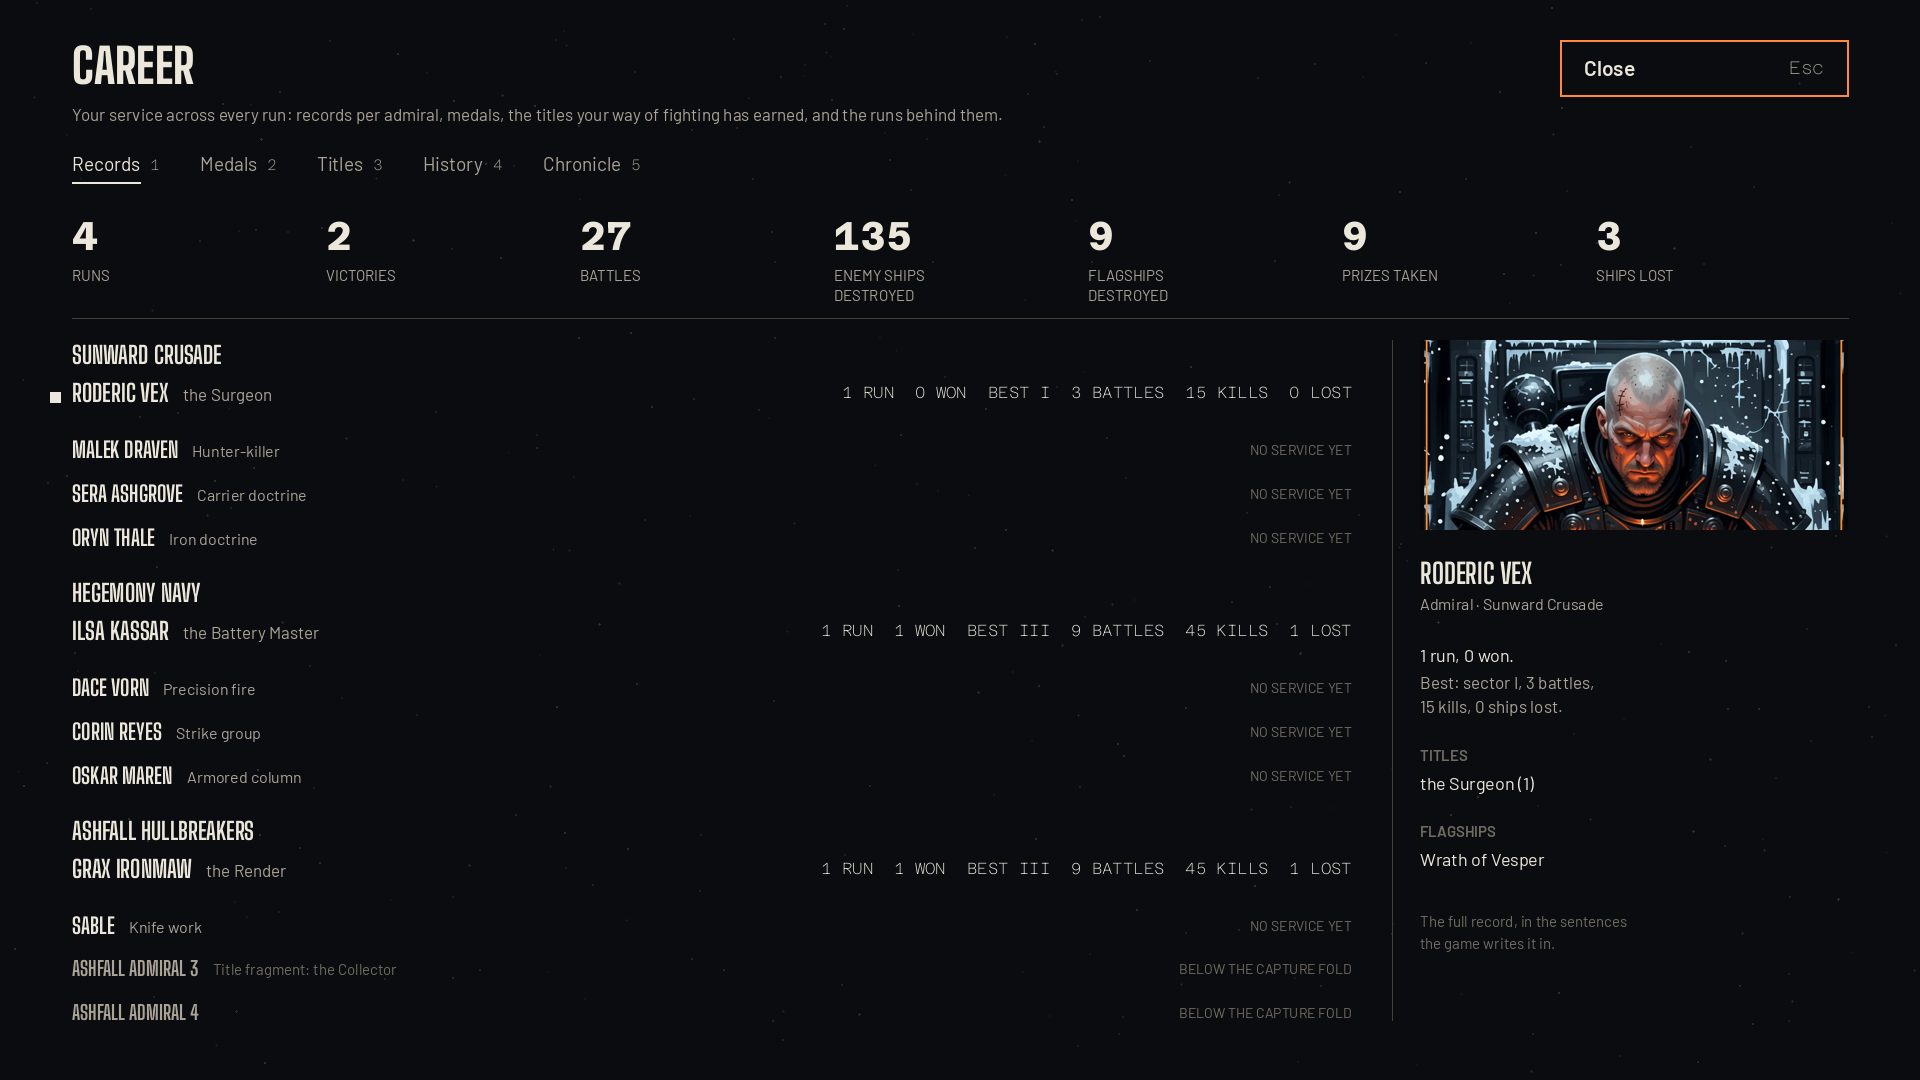 CAREER
Close Esc
Your service across every run: records per admiral, medals, the titles your way of fighting has earned, and the runs behind them.
Records 1 Medals 2 Titles 3 History 4 Chronicle 5
4 2 27 135 9 9 3
RUNS VICTORIES BATTLES ENEMY SHIPS DESTROYED FLAGSHIPS DESTROYED PRIZES TAKEN SHIPS LOST
SUNWARD CRUSADE
RODERIC VEX the Surgeon 1 RUN 0 WON BEST I 3 BATTLES 15 KILLS 0 LOST
MALEK DRAVEN Hunter-killer NO SERVICE YET
SERA ASHGROVE Carrier doctrine NO SERVICE YET
ORYN THALE Iron doctrine NO SERVICE YET
HEGEMONY NAVY
ILSA KASSAR the Battery Master 1 RUN 1 WON BEST III 9 BATTLES 45 KILLS 1 LOST
DACE VORN Precision fire NO SERVICE YET
CORIN REYES Strike group NO SERVICE YET
OSKAR MAREN Armored column NO SERVICE YET
ASHFALL HULLBREAKERS
GRAX IRONMAW the Render 1 RUN 1 WON BEST III 9 BATTLES 45 KILLS 1 LOST
SABLE Knife work NO SERVICE YET
ASHFALL ADMIRAL 3 Title fragment: the Collector BELOW THE CAPTURE FOLD
ASHFALL ADMIRAL 4 BELOW THE CAPTURE FOLD
RODERIC VEX
Admiral · Sunward Crusade
1 run, 0 won.
Best: sector I, 3 battles,
15 kills, 0 ships lost.
TITLES
the Surgeon (1)
FLAGSHIPS
Wrath of Vesper
The full record, in the sentences
the game writes it in.